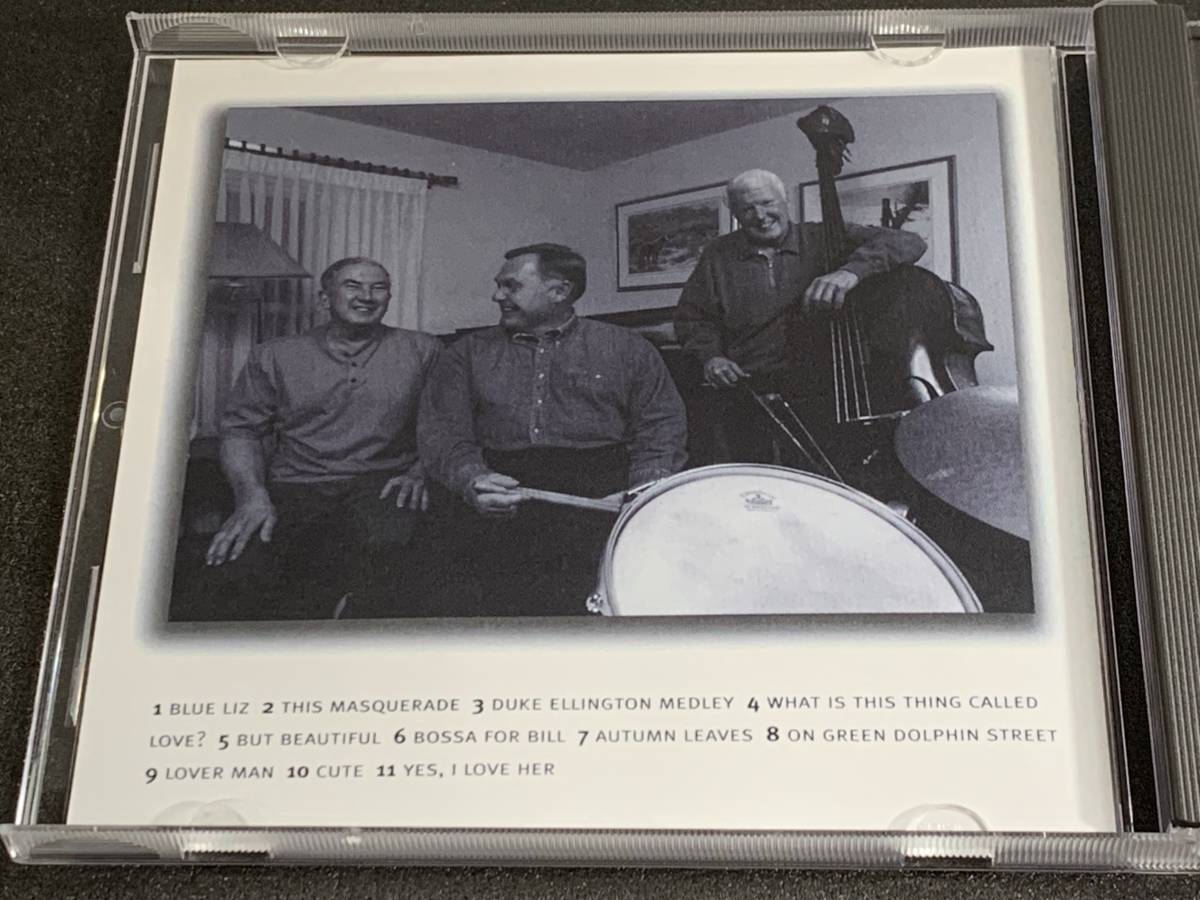 1 BLUE LIZ 2 THIS MASQUERADE 3 DUKE ELLINGTON MEDLEY 4 WHAT IS THIS THING CALLED
LOVE? 5 BUT BEAUTIFUL 6 BOSSA FOR BILL 7 AUTUMN LEAVES 8 ON GREEN DOLPHIN STREET
9 LOVER MAN 10 CUTE 11 YES, I LOVE HER